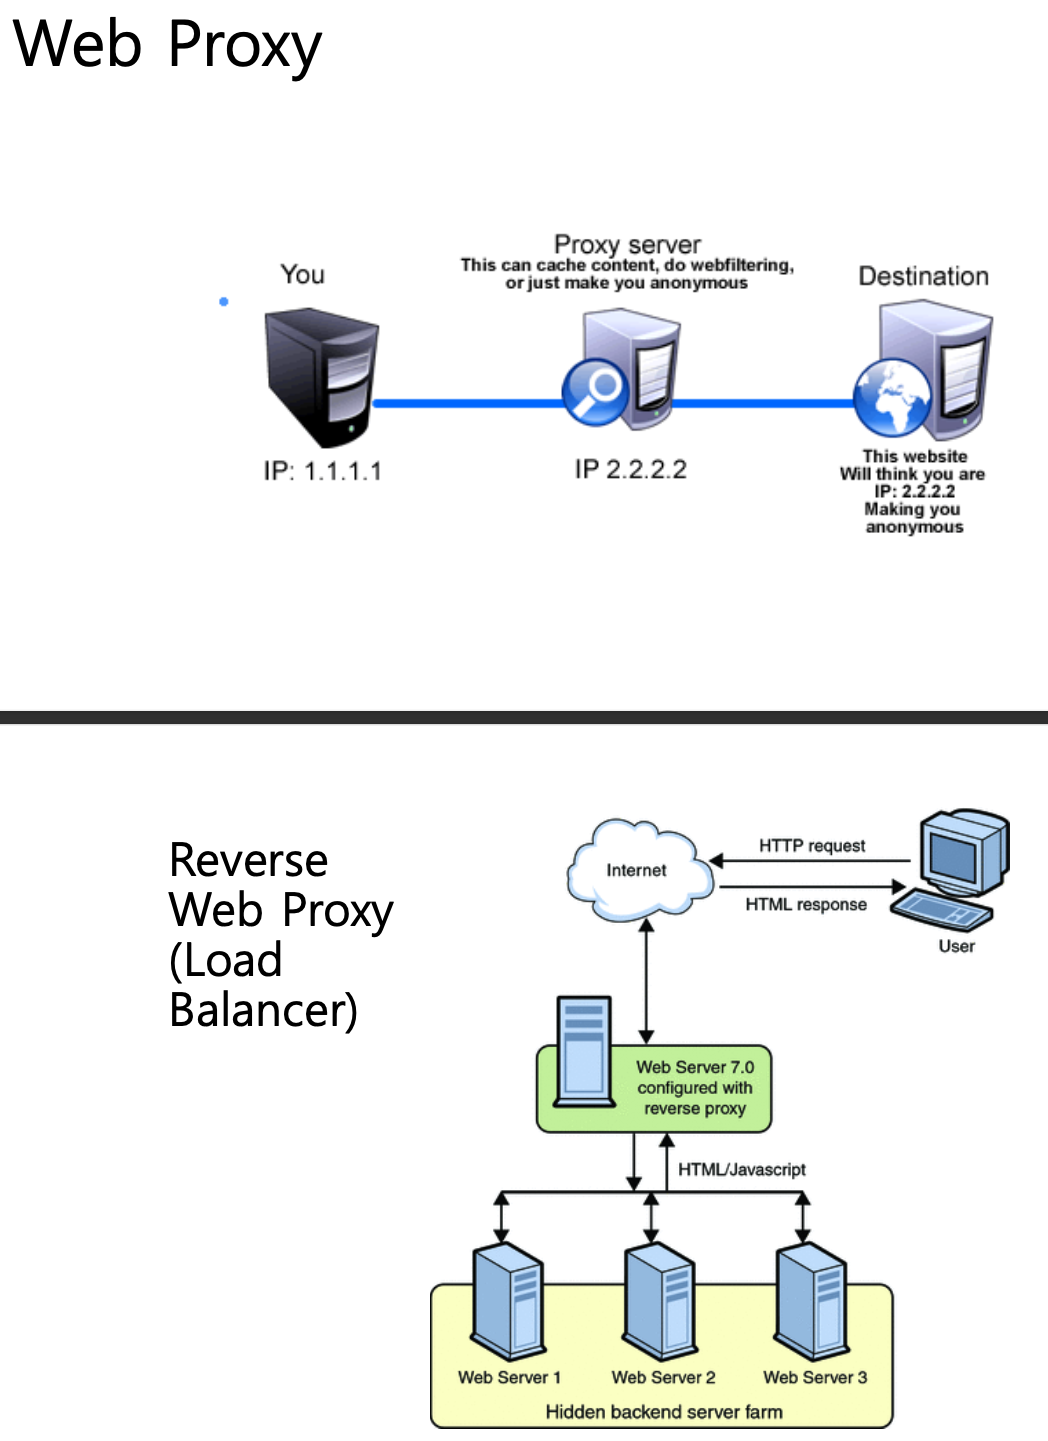 Web Proxy
Proxy server
This can cache content, do webfiltering,
or just make you anonymous
You
Destination
IP: 1.1.1.1
IP 2.2.2.2
This website
Will think you are
IP: 2.2.2.2
Making you
anonymous
Reverse
Web Proxy
(Load
Balancer)
Internet
HTTP request
HTML response
User
Web Server 7.0
configured with
reverse proxy
HTML/Javascript
Web Server 1
Web Server 2
Web Server 3
Hidden backend server farm